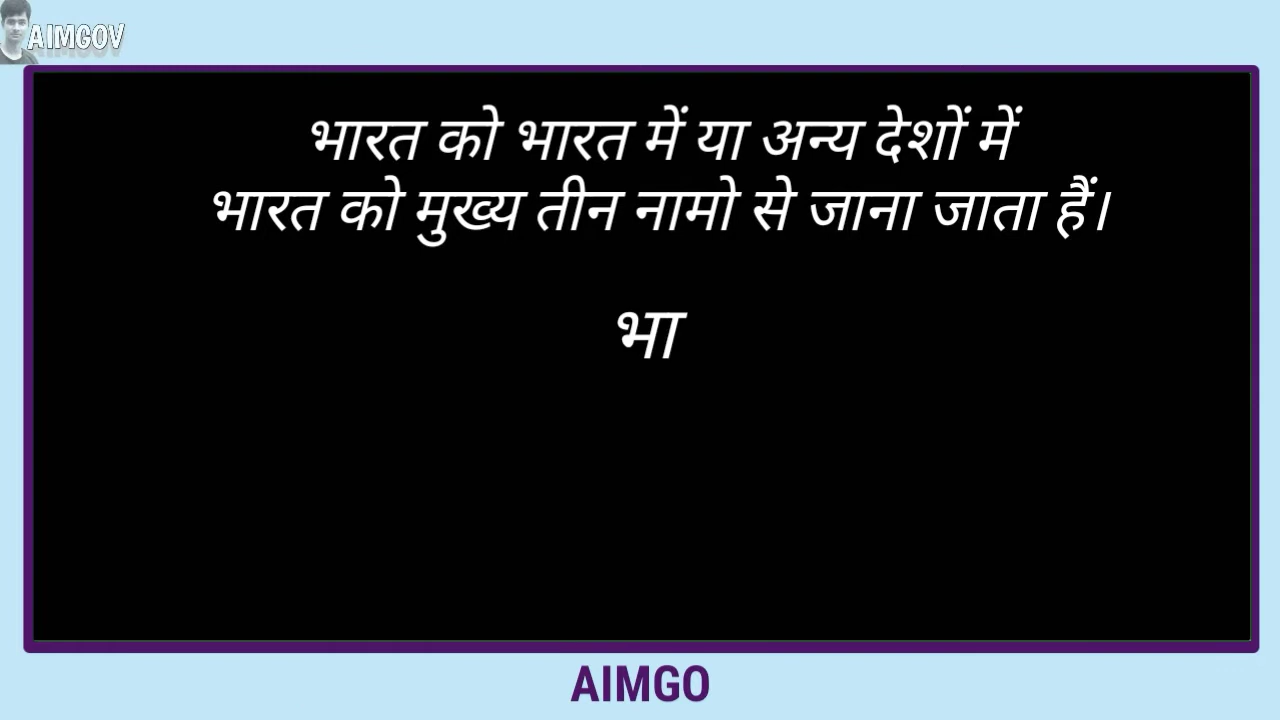 AIMGOV
भारत को भारत में या अन्य देशों में
भारत को मुख्य तीन नामो से जाना जाता हैं।
भा
AIMGO